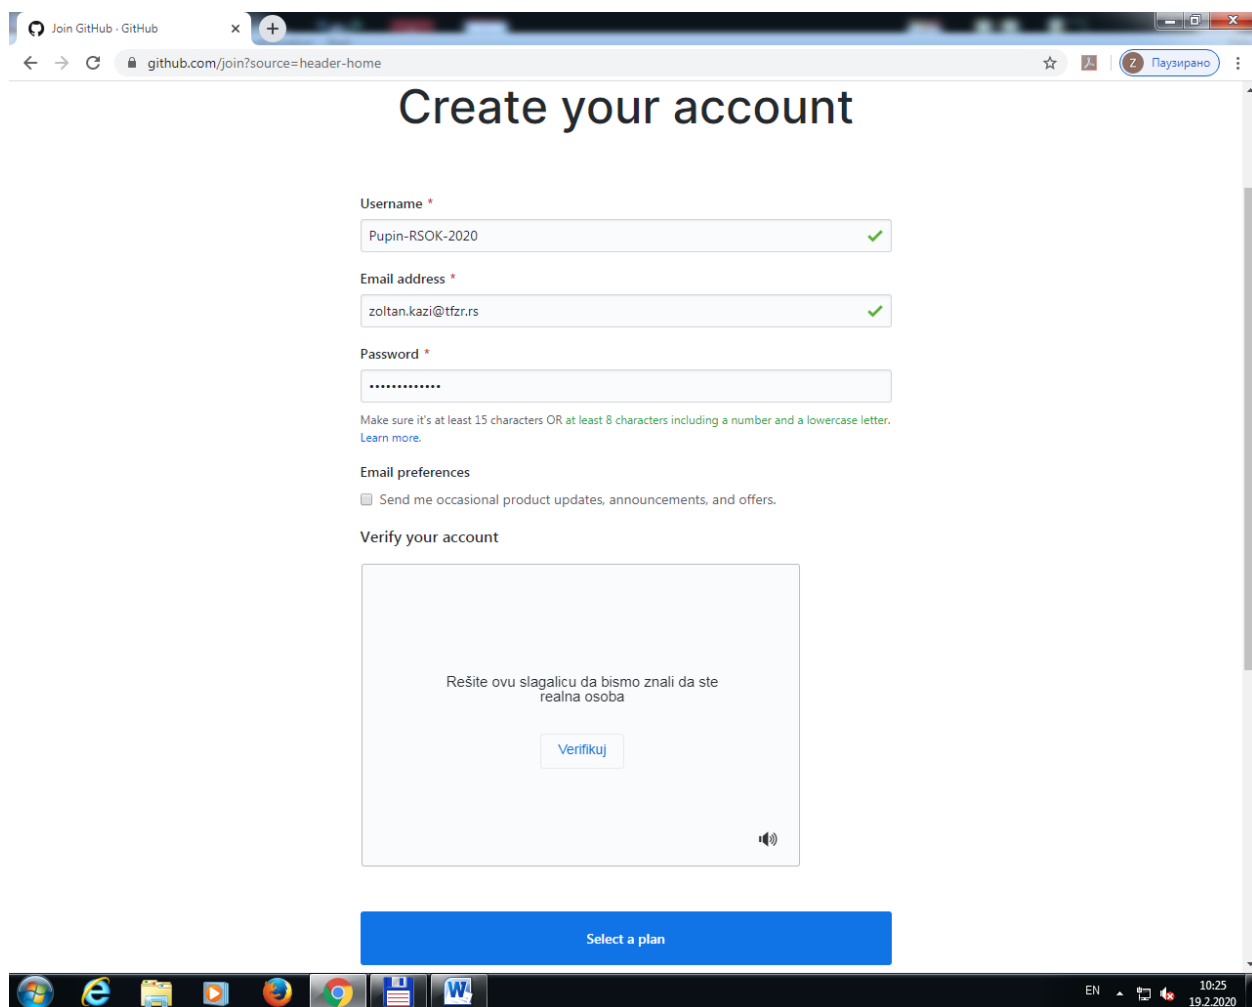 Join GitHub · GitHub
github.com/join?source=header-home
Z Паузирано
Create your account
Username *
Pupin-RSOK-2020
Email address *
zoltan.kazi@tfzr.rs
Password *
•••••••••••••
Make sure it's at least 15 characters OR at least 8 characters including a number and a lowercase letter.
Learn more.
Email preferences
Send me occasional product updates, announcements, and offers.
Verify your account
Rešite ovu slagalicu da bismo znali da ste
realna osoba
Verifikuj
Select a plan
EN
10:25
19.2.2020